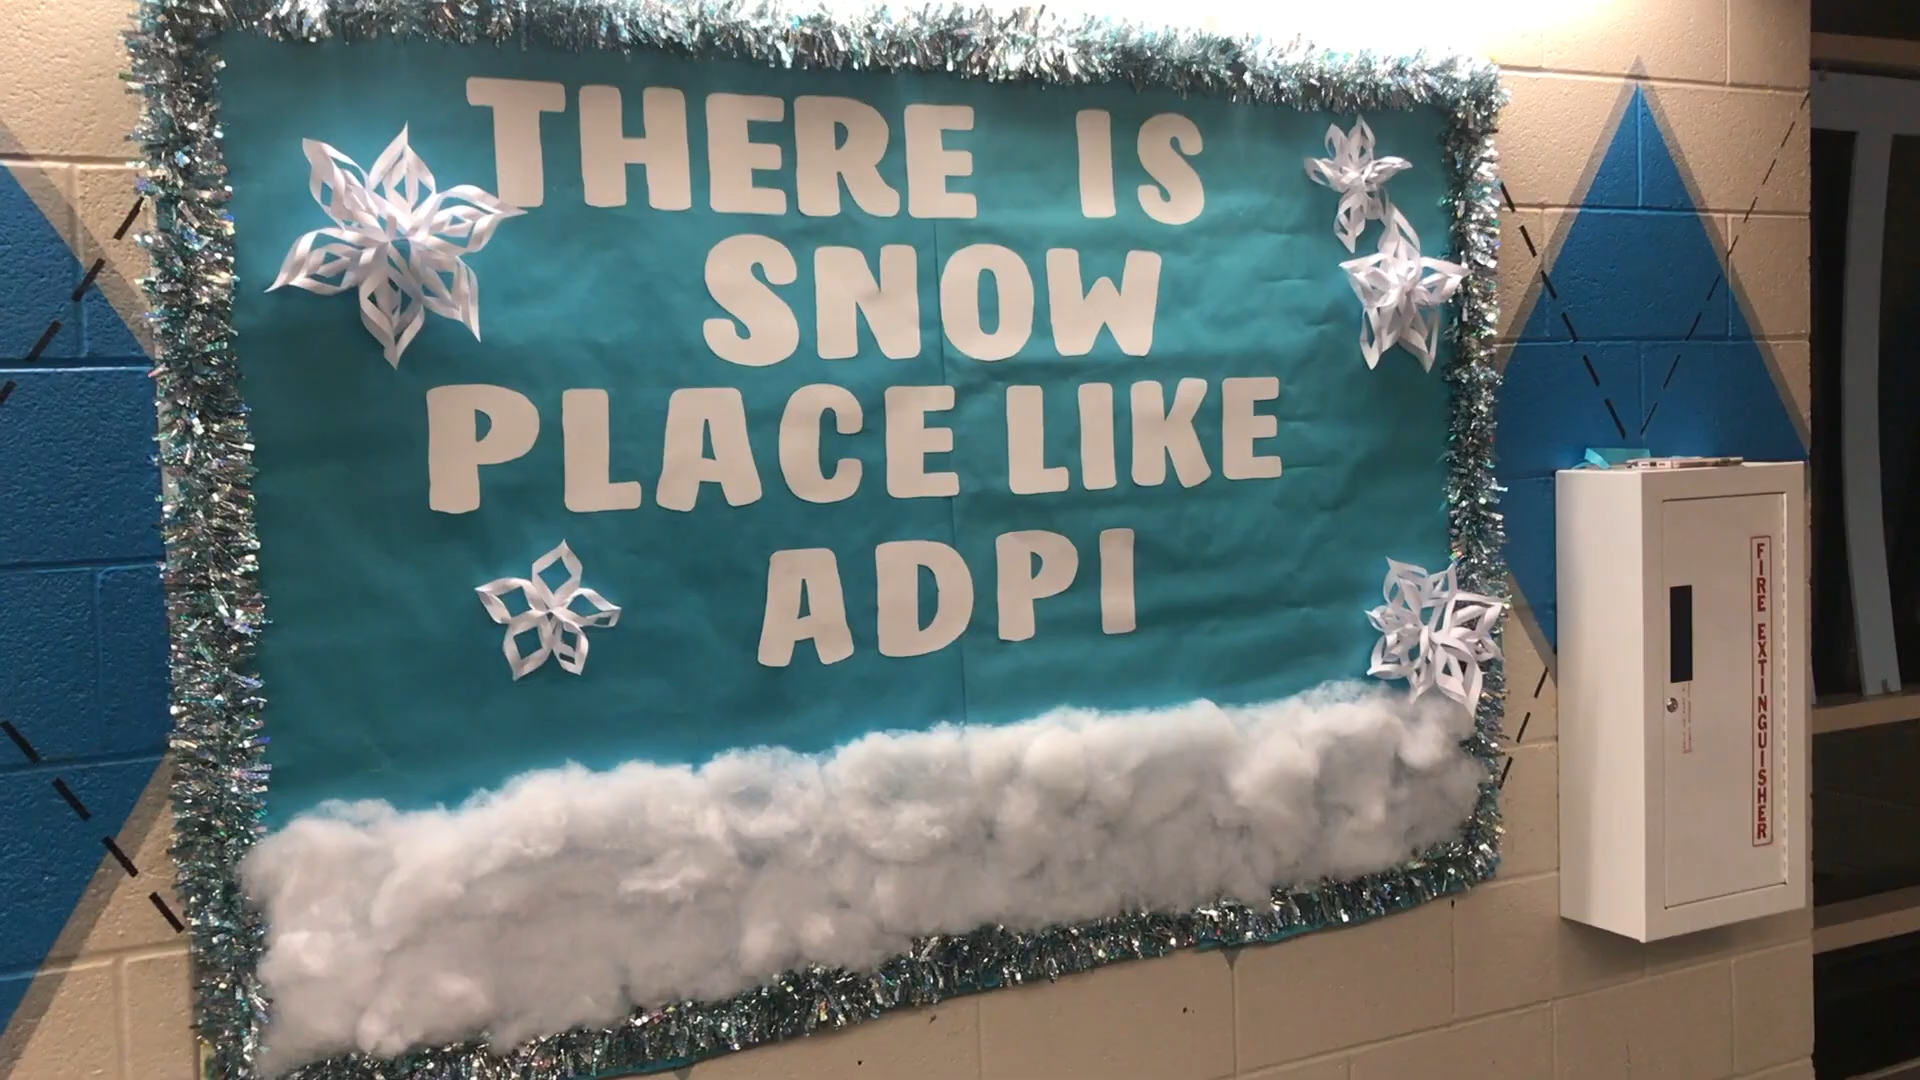 THERE IS
SNOW
PLACE LIKE
ADPI
FIRE EXTINGUISHER